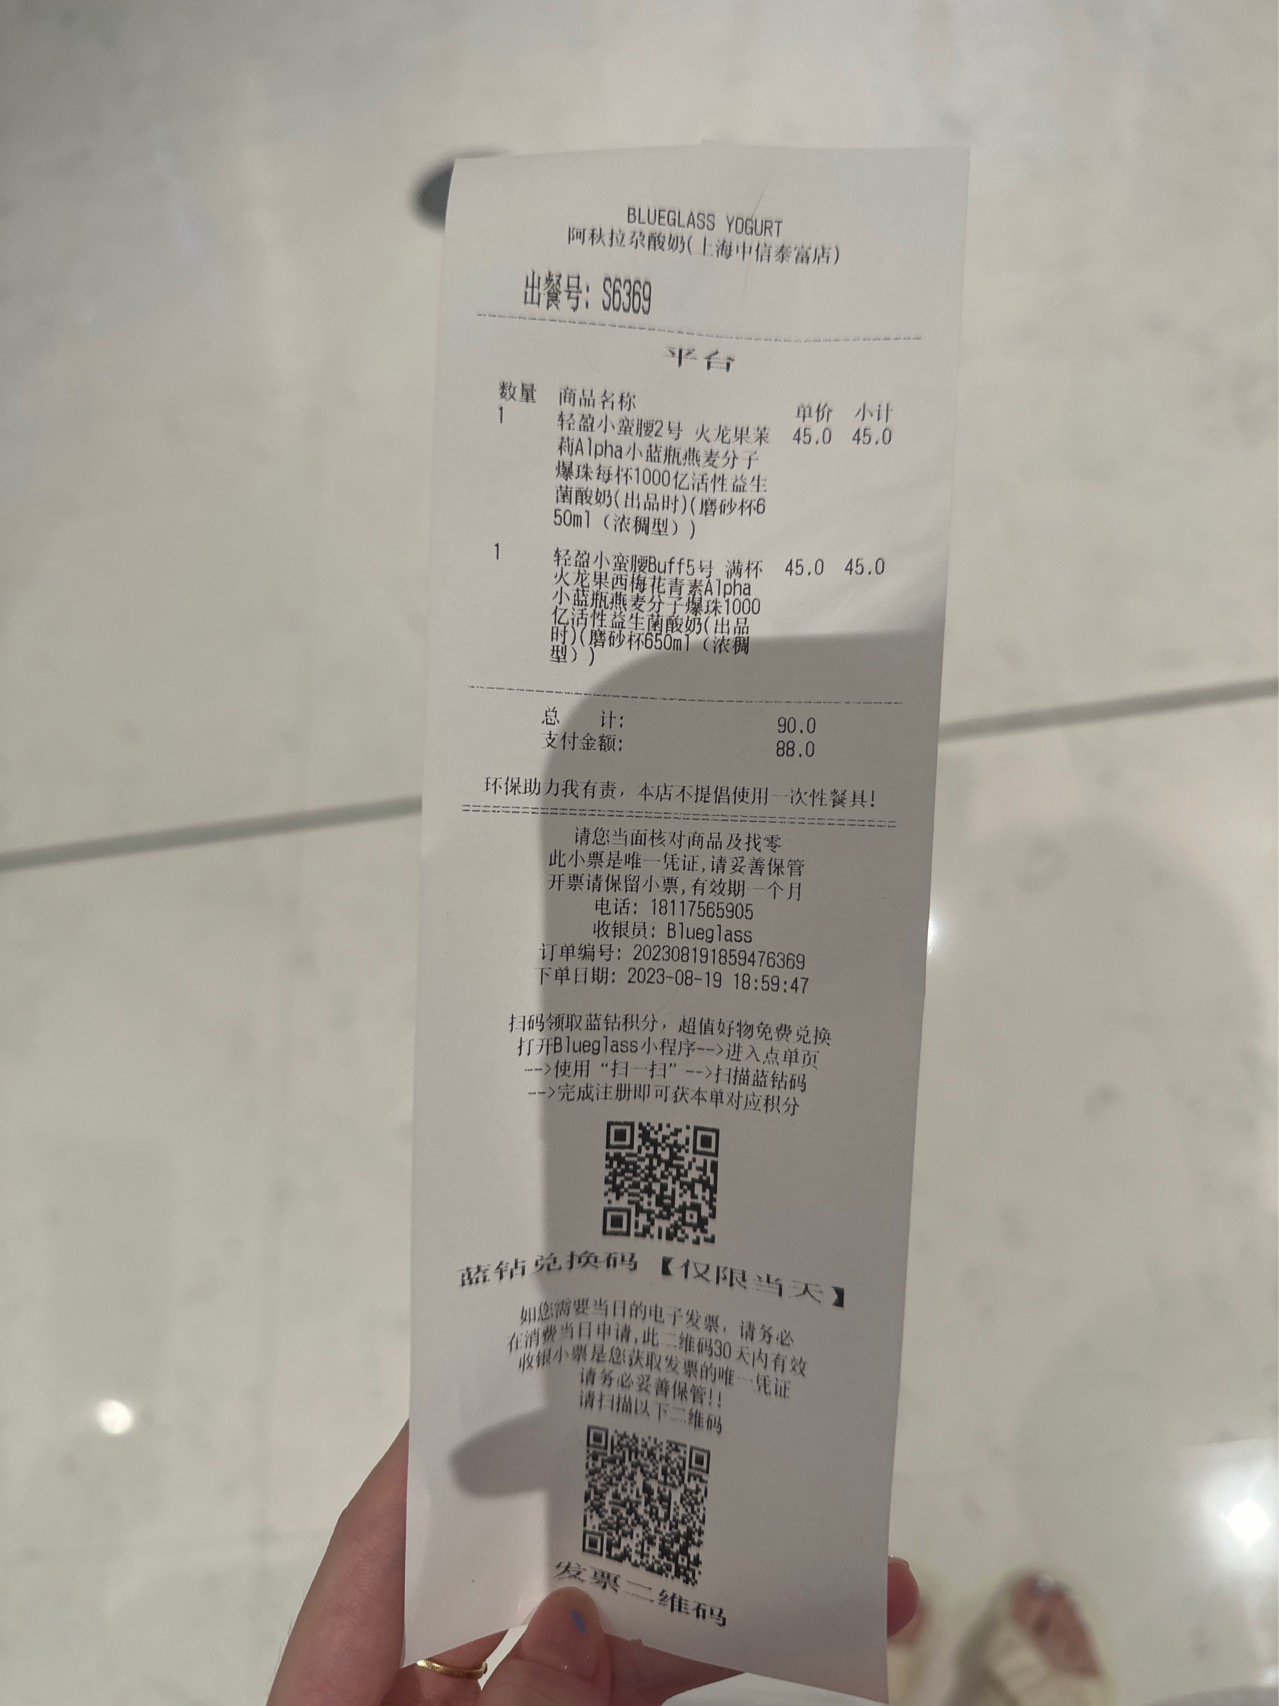 BLUEGLASS YOGURT
阿秋拉尕酸奶(上海中信泰富店)
出餐号: S6369
平台
数量 商品名称 单价 小计
1 轻盈小蛮腰2号 火龙果茉 45.0 45.0
莉Alpha小蓝瓶燕麦分子
爆珠每杯1000亿活性益生
菌酸奶(出品时)(磨砂杯6
50ml（浓稠型）)
1 轻盈小蛮腰Buff5号 满杯 45.0 45.0
火龙果西梅花青素Alpha
小蓝瓶燕麦分子爆珠1000
亿活性益生菌酸奶(出品
时)(磨砂杯650ml（浓稠
型）)
总 计: 90.0
支付金额: 88.0
环保助力我有责，本店不提倡使用一次性餐具!
请您当面核对商品及找零
此小票是唯一凭证,请妥善保管
开票请保留小票,有效期一个月
电话: 18117565905
收银员: Blueglass
订单编号: 202308191859476369
下单日期: 2023-08-19 18:59:47
扫码领取蓝钻积分，超值好物免费兑换
打开Blueglass小程序-->进入点单页
-->使用“扫一扫”-->扫描蓝钻码
-->完成注册即可获本单对应积分
蓝钻兑换码【仅限当天】
如您需要当日的电子发票，请务必
在消费当日申请,此二维码30天内有效
收银小票是您获取发票的唯一凭证
请务必妥善保管!!
请扫描以下二维码
发票二维码